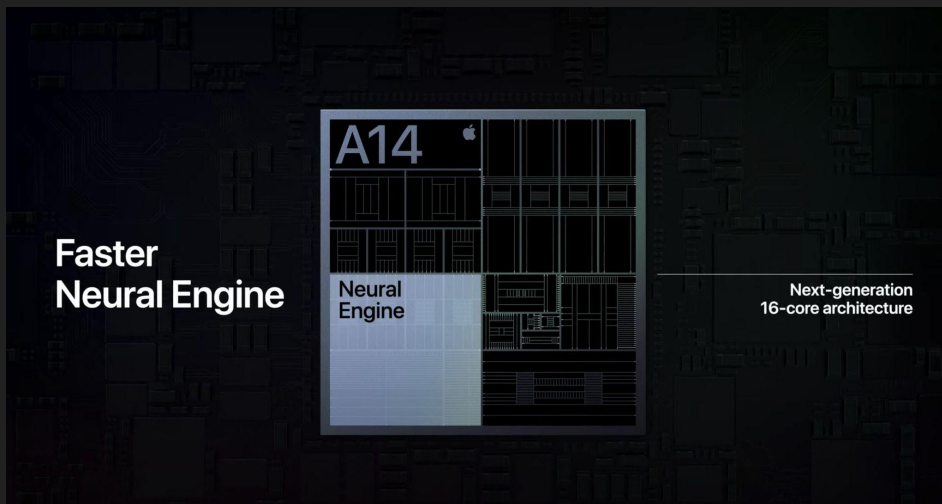 A14
Faster
Neural Engine
Neural
Engine
Next-generation
16-core architecture